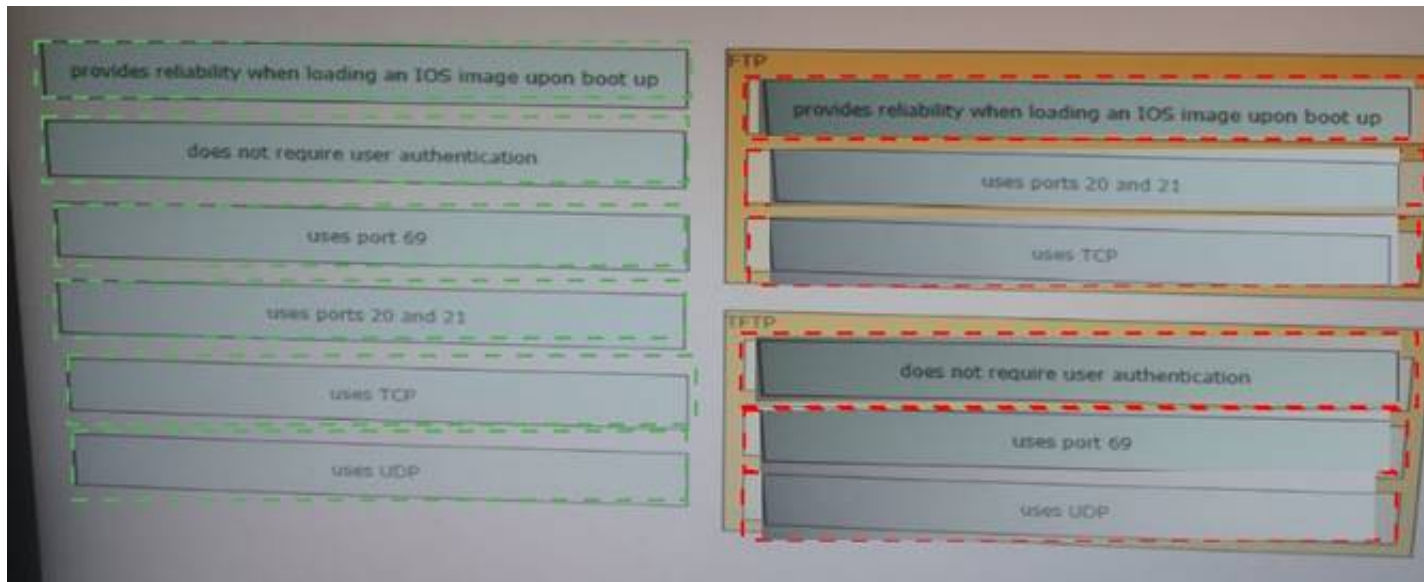 provides reliability when loading an IOS image upon boot up
does not require user authentication
uses port 69
uses ports 20 and 21
uses TCP
uses UDP
FTP
provides reliability when loading an IOS image upon boot up
uses ports 20 and 21
uses TCP
TFTP
does not require user authentication
uses port 69
uses UDP